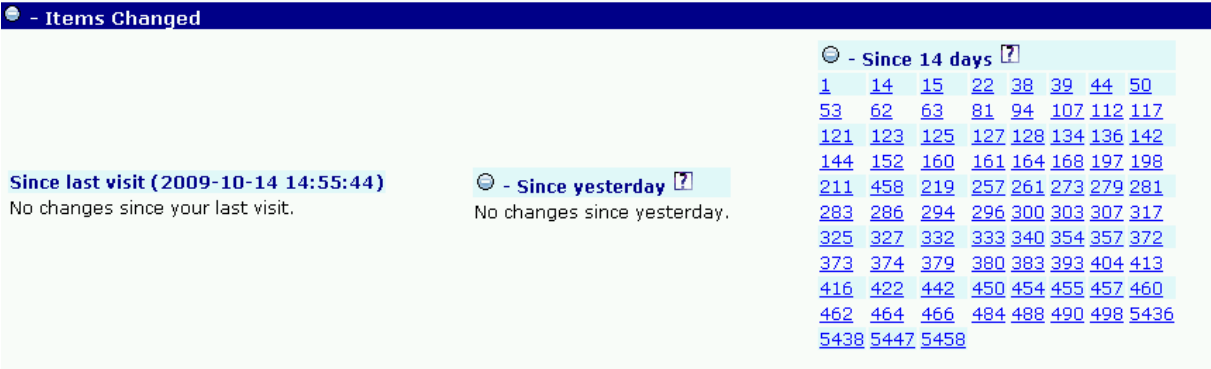 - Items Changed
Since last visit (2009-10-14 14:55:44)
No changes since your last visit.
- Since yesterday ?
No changes since yesterday.
- Since 14 days ?
1 14 15 22 38 39 44 50
53 62 63 81 94 107 112 117
121 123 125 127 128 134 136 142
144 152 160 161 164 168 197 198
211 458 219 257 261 273 279 281
283 286 294 296 300 303 307 317
325 327 332 333 340 354 357 372
373 374 379 380 383 393 404 413
416 422 442 450 454 455 457 460
462 464 466 484 488 490 498 5436
5438 5447 5458